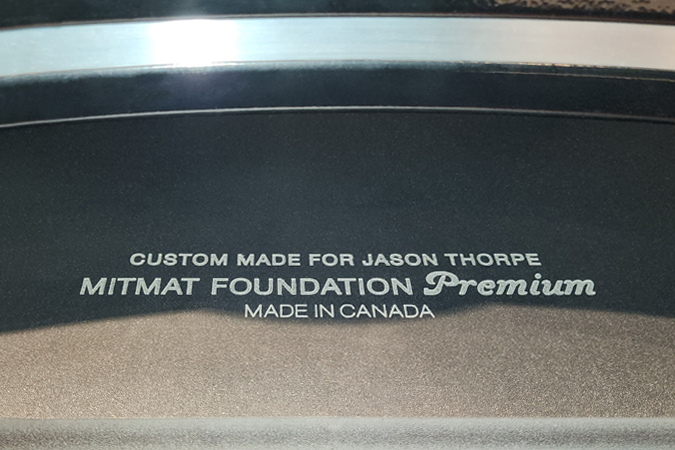 CUSTOM MADE FOR JASON THORPE
MITMAT FOUNDATION Premium
MADE IN CANADA